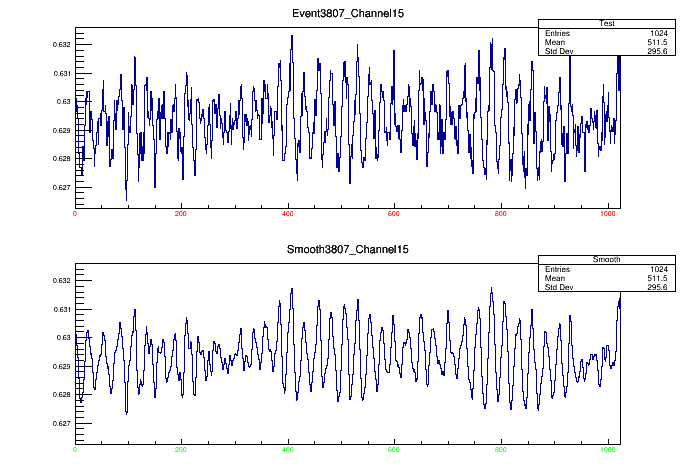 Event3807_Channel15
Test
Entries 1024
Mean 511.5
Std Dev 295.6
0.632
0.631
0.63
0.629
0.628
0.627
0 200 400 600 800 1000
Smooth3807_Channel15
Smooth
Entries 1024
Mean 511.5
Std Dev 295.6
0.632
0.631
0.63
0.629
0.628
0.627
0 200 400 600 800 1000